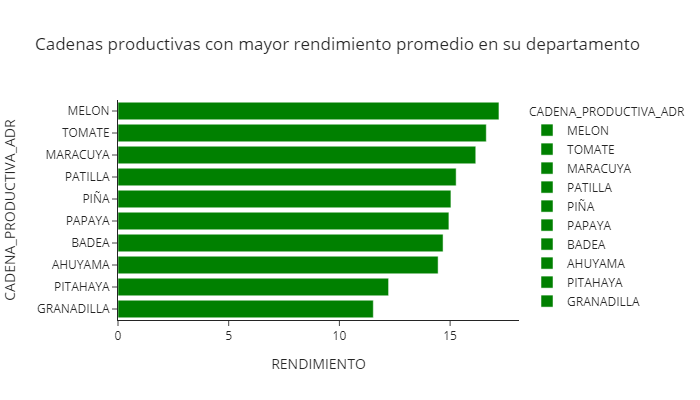 Cadenas productivas con mayor rendimiento promedio en su departamento
CADENA_PRODUCTIVA_ADR
MELON
TOMATE
MARACUYA
PATILLA
PIÑA
PAPAYA
BADEA
AHUYAMA
PITAHAYA
GRANADILLA
0 5 10 15
RENDIMIENTO
CADENA_PRODUCTIVA_ADR
MELON
TOMATE
MARACUYA
PATILLA
PIÑA
PAPAYA
BADEA
AHUYAMA
PITAHAYA
GRANADILLA